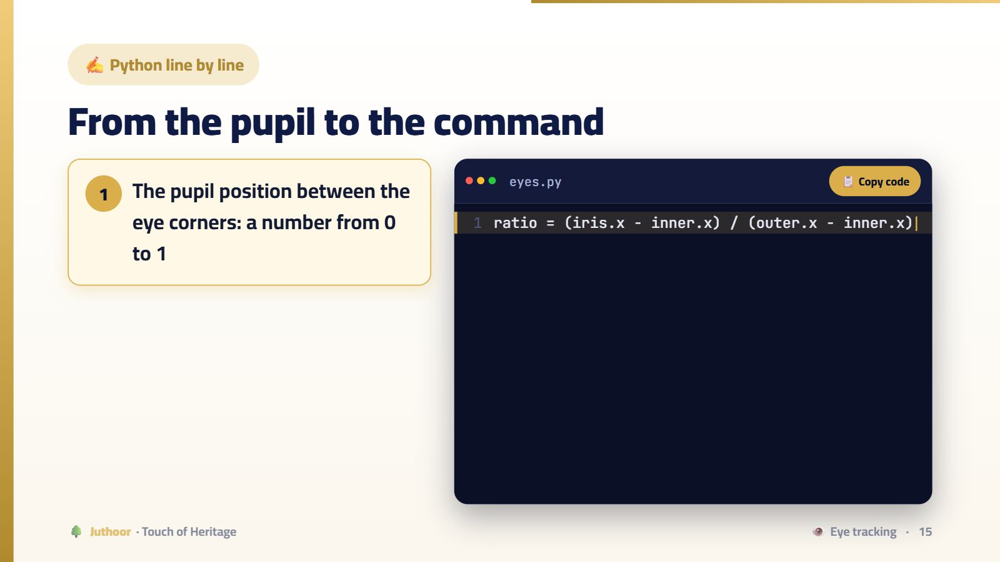 ✍️ Python line by line
From the pupil to the command
1 The pupil position between the
eye corners: a number from 0
to 1
eyes.py
📋 Copy code
1 ratio = (iris.x - inner.x) / (outer.x - inner.x)
🌳 Juthoor · Touch of Heritage
👁️ Eye tracking · 15